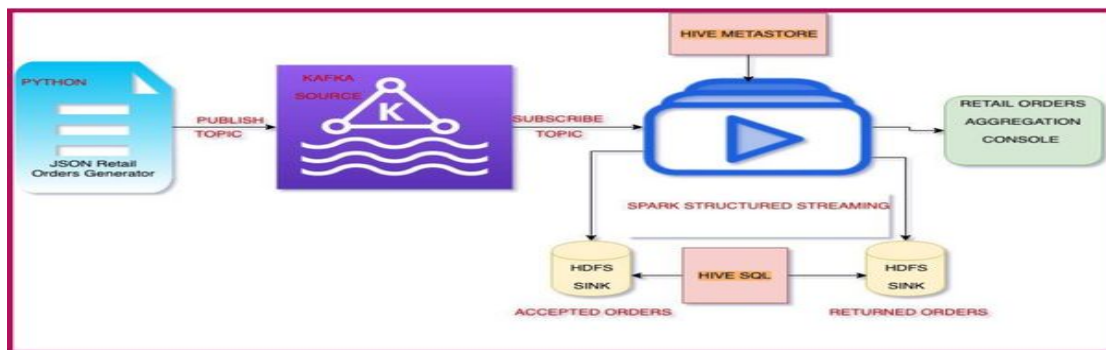 HIVE METASTORE
PYTHON
KAFKA
SOURCE
K
PUBLISH
TOPIC
SUBSCRIBE
TOPIC
RETAIL ORDERS
AGGREGATION
CONSOLE
JSON Retail
Orders Generator
SPARK STRUCTURED STREAMING
HDFS
SINK
HIVE SQL
HDFS
SINK
ACCEPTED ORDERS
RETURNED ORDERS